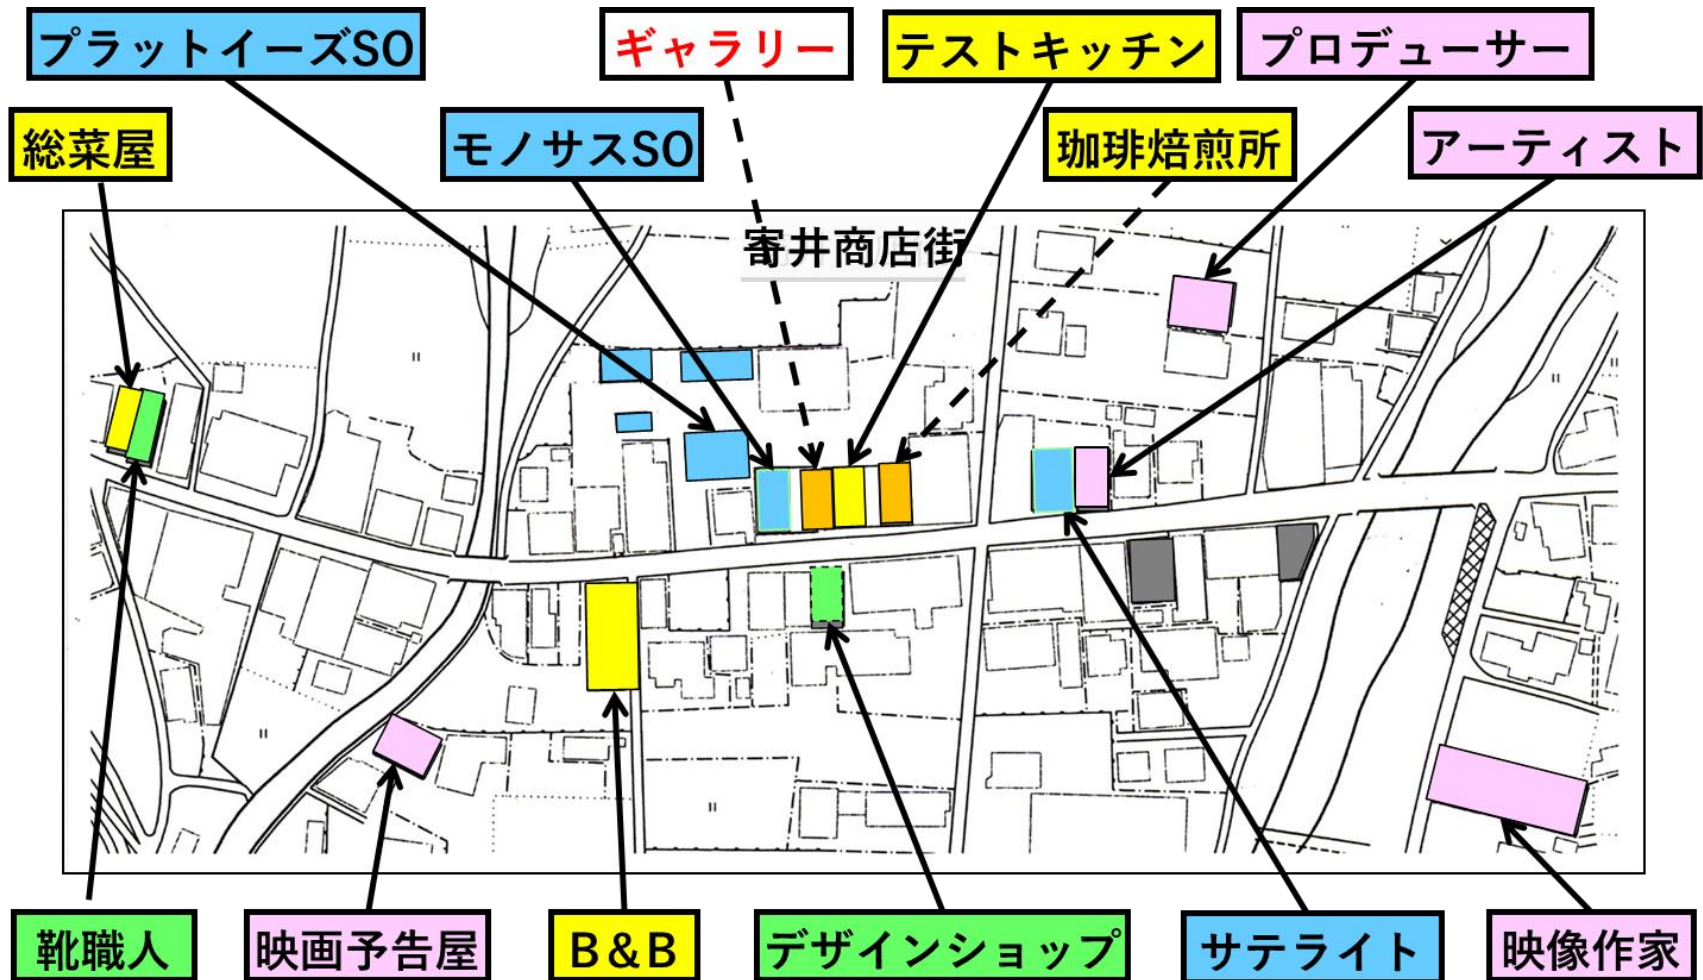 プラットイーズSO
ギャラリー
テストキッチン
プロデューサー
総菜屋
モノサスSO
珈琲焙煎所
アーティスト
寄井商店街
靴職人
映画予告屋
B&B
デザインショップ
サテライト
映像作家